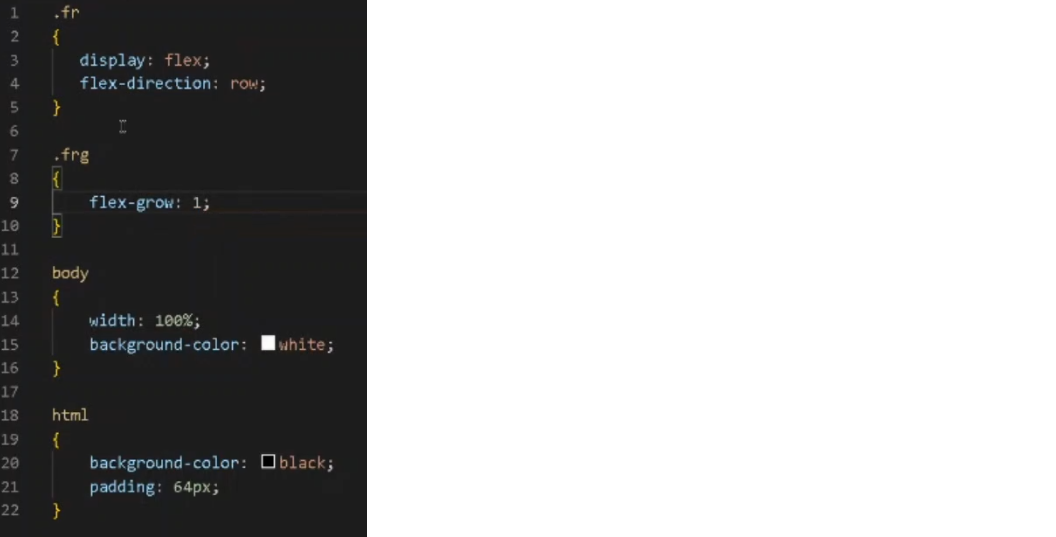 1 .fr
2 {
3 display: flex;
4 flex-direction: row;
5 }
6
7 .frg
8 {
9 flex-grow: 1;
10 }
11
12 body
13 {
14 width: 100%;
15 background-color: white;
16 }
17
18 html
19 {
20 background-color: black;
21 padding: 64px;
22 }